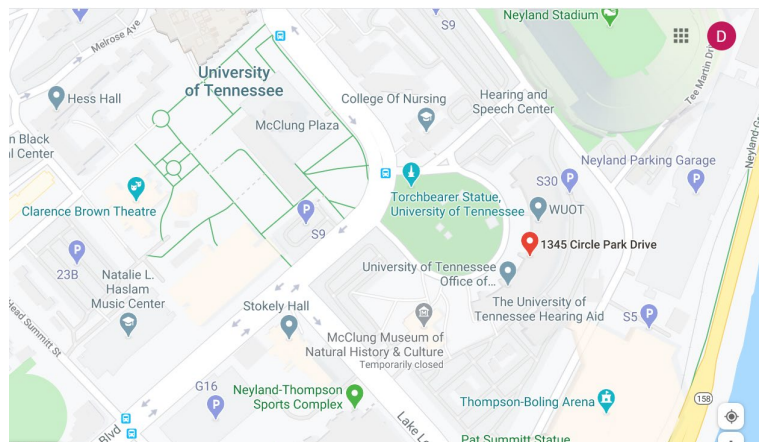 Neyland Stadium
D
Melrose Ave
S9
University
of Tennessee
Hess Hall
College Of Nursing
Hearing and
Speech Center
Tee Martin Dri
McClung Plaza
n Black
al Center
Neyland Parking Garage
S30
Neyland-G
Torchbearer Statue,
University of Tennessee
Clarence Brown Theatre
WUOT
S9
1345 Circle Park Drive
23B
Natalie L.
Haslam
Music Center
University of Tennessee
Office of...
The University of
Tennessee Hearing Aid
Stokely Hall
S5
Head Summitt St
McClung Museum of
Natural History & Culture
Temporarily closed
G16
Neyland-Thompson
Sports Complex
Thompson-Boling Arena
158
Blvd
Lake Lo
Pat Summitt Statue